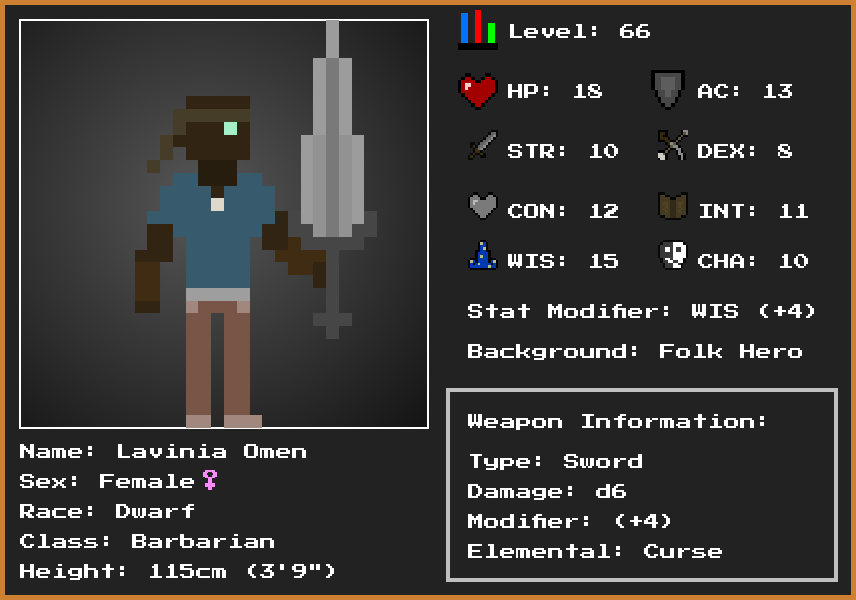 Level: 66
HP: 18 AC: 13
STR: 10 DEX: 8
CON: 12 INT: 11
WIS: 15 CHA: 10
Stat Modifier: WIS (+4)
Background: Folk Hero
Weapon Information:
Type: Sword
Damage: d6
Modifier: (+4)
Elemental: Curse
Name: Lavinia Omen
Sex: Female♀
Race: Dwarf
Class: Barbarian
Height: 115cm (3'9")